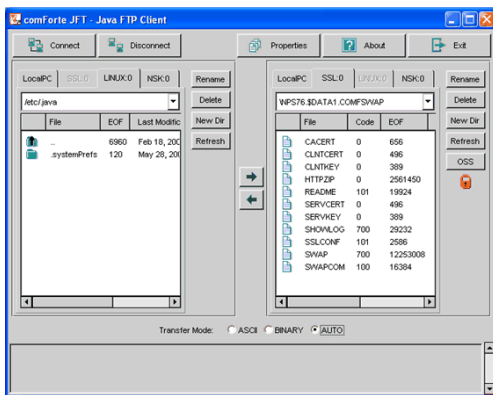 comForte JFT - Java FTP Client
Connect Disconnect Properties About Exit
LocalPC SSL:0 LINUX:0 NSK:0 Rename
/etc/java Delete
File EOF Last Modific New Dir
.. 6960 Feb 18, 200 Refresh
.systemPrefs 120 May 28, 200
LocalPC SSL:0 LINUX:0 NSK:0 Rename
\NPS76.$DATA1.COMFSWAP Delete
File Code EOF New Dir
CACERT 0 656 Refresh
CLNTCERT 0 496 OSS
CLNTKEY 0 389
HTTPZIP 0 2561450
README 101 19924
SERVCERT 0 496
SERVKEY 0 389
SHOWLOG 700 29232
SSLCONF 101 2586
SWAP 700 12253008
SWAPCOM 100 16384
Transfer Mode: ASCII BINARY AUTO